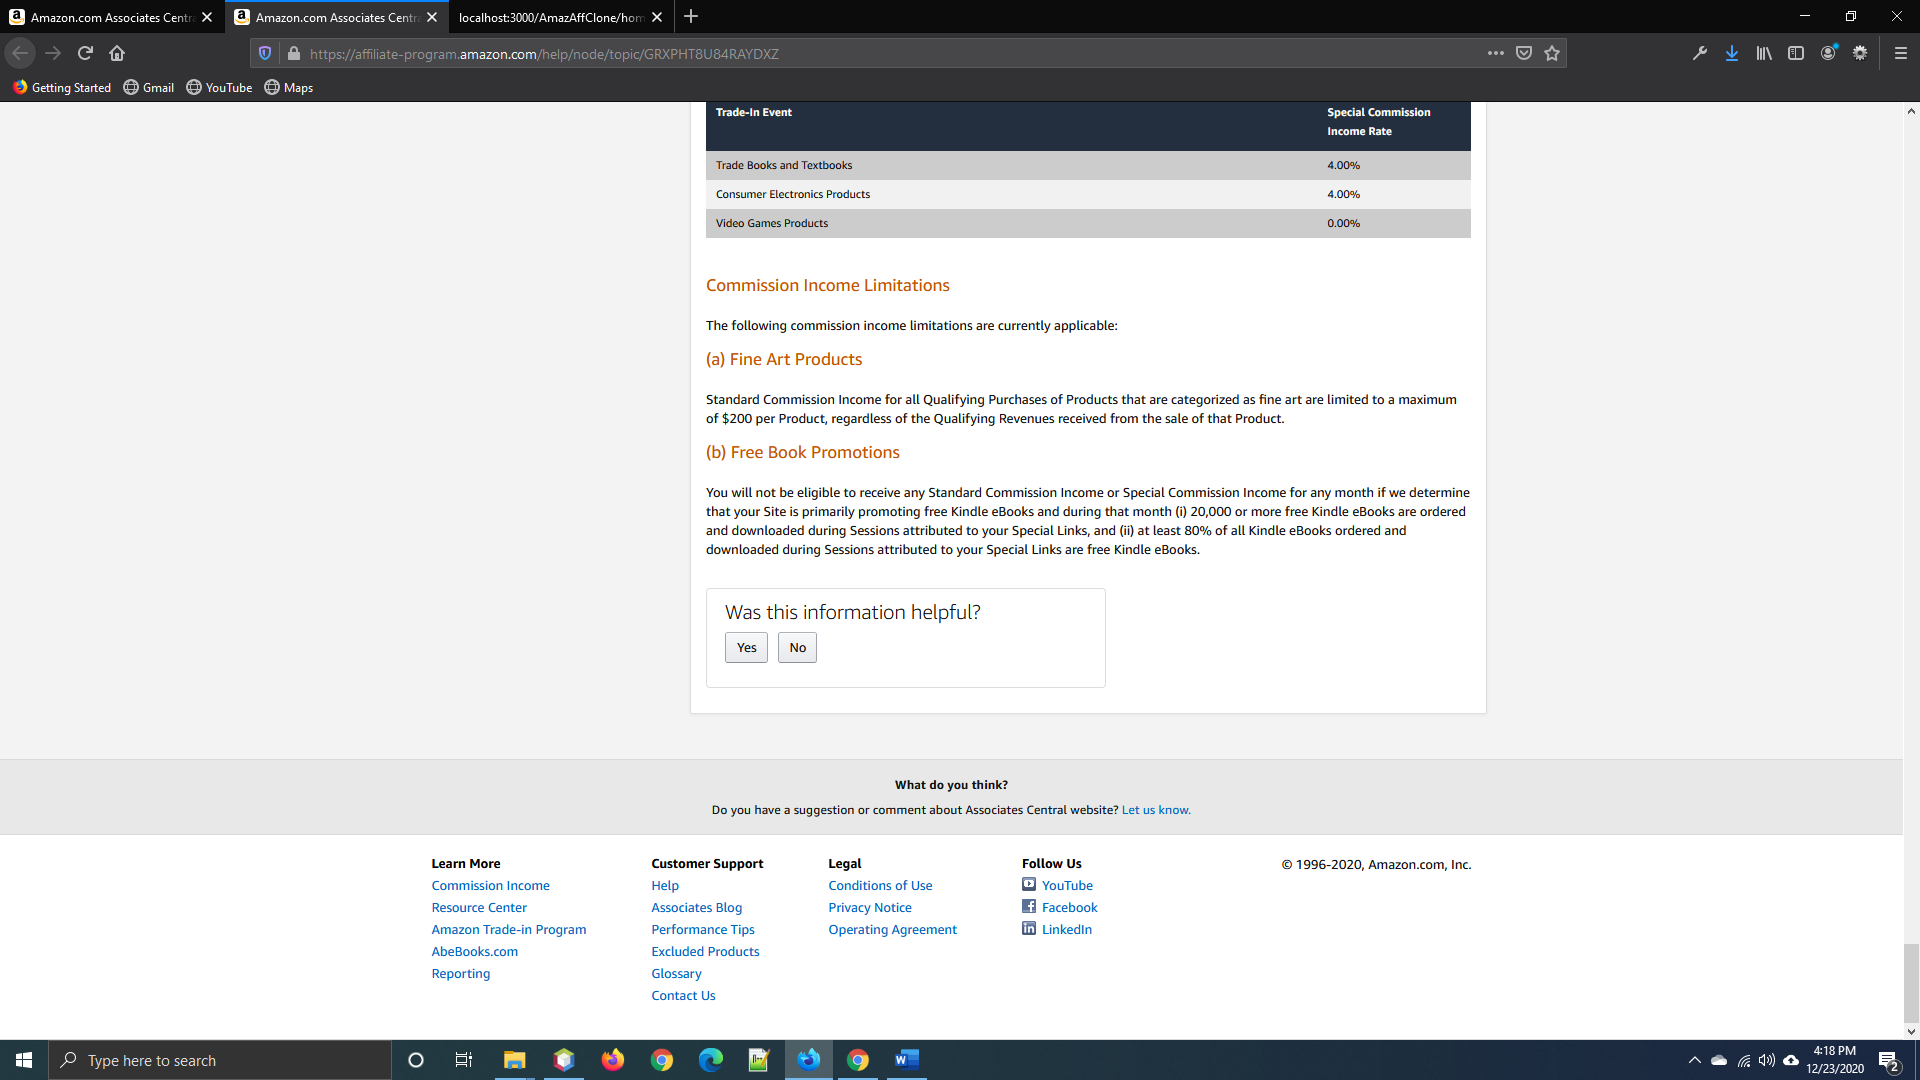 Amazon.com Associates Centr
Amazon.com Associates Centra
localhost:3000/AmazAffClone/hom
https://affiliate-program.amazon.com/help/node/topic/GRXPHT8U84RAYDXZ
Getting Started
Gmail
YouTube
Maps
Trade-In Event
Special Commission
Income Rate
Trade Books and Textbooks 4.00%
Consumer Electronics Products 4.00%
Video Games Products 0.00%
Commission Income Limitations
The following commission income limitations are currently applicable:
(a) Fine Art Products
Standard Commission Income for all Qualifying Purchases of Products that are categorized as fine art are limited to a maximum
of $200 per Product, regardless of the Qualifying Revenues received from the sale of that Product.
(b) Free Book Promotions
You will not be eligible to receive any Standard Commission Income or Special Commission Income for any month if we determine
that your Site is primarily promoting free Kindle eBooks and during that month (i) 20,000 or more free Kindle eBooks are ordered
and downloaded during Sessions attributed to your Special Links, and (ii) at least 80% of all Kindle eBooks ordered and
downloaded during Sessions attributed to your Special Links are free Kindle eBooks.
Was this information helpful?
Yes
No
What do you think?
Do you have a suggestion or comment about Associates Central website? Let us know.
Learn More
Commission Income
Resource Center
Amazon Trade-in Program
AbeBooks.com
Reporting
Customer Support
Help
Associates Blog
Performance Tips
Excluded Products
Glossary
Contact Us
Legal
Conditions of Use
Privacy Notice
Operating Agreement
Follow Us
YouTube
Facebook
LinkedIn
© 1996-2020, Amazon.com, Inc.
Type here to search
4:18 PM
12/23/2020
2